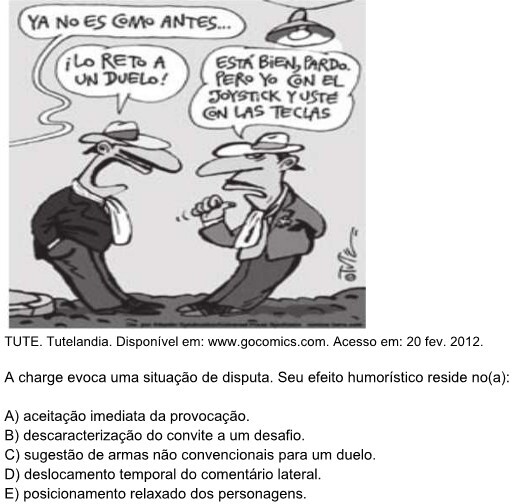 YA NO ES COMO ANTES...
¡LO RETO A
UN DUELO!
ESTÁ BIEN, PARDO.
PERO YO CON EL
JOYSTICK Y USTE
CON LAS TECLAS
©TUTE
TUTE. Tutelandia. Disponível em: www.gocomics.com. Acesso em: 20 fev. 2012.
A charge evoca uma situação de disputa. Seu efeito humorístico reside no(a):
A) aceitação imediata da provocação.
B) descaracterização do convite a um desafio.
C) sugestão de armas não convencionais para um duelo.
D) deslocamento temporal do comentário lateral.
E) posicionamento relaxado dos personagens.